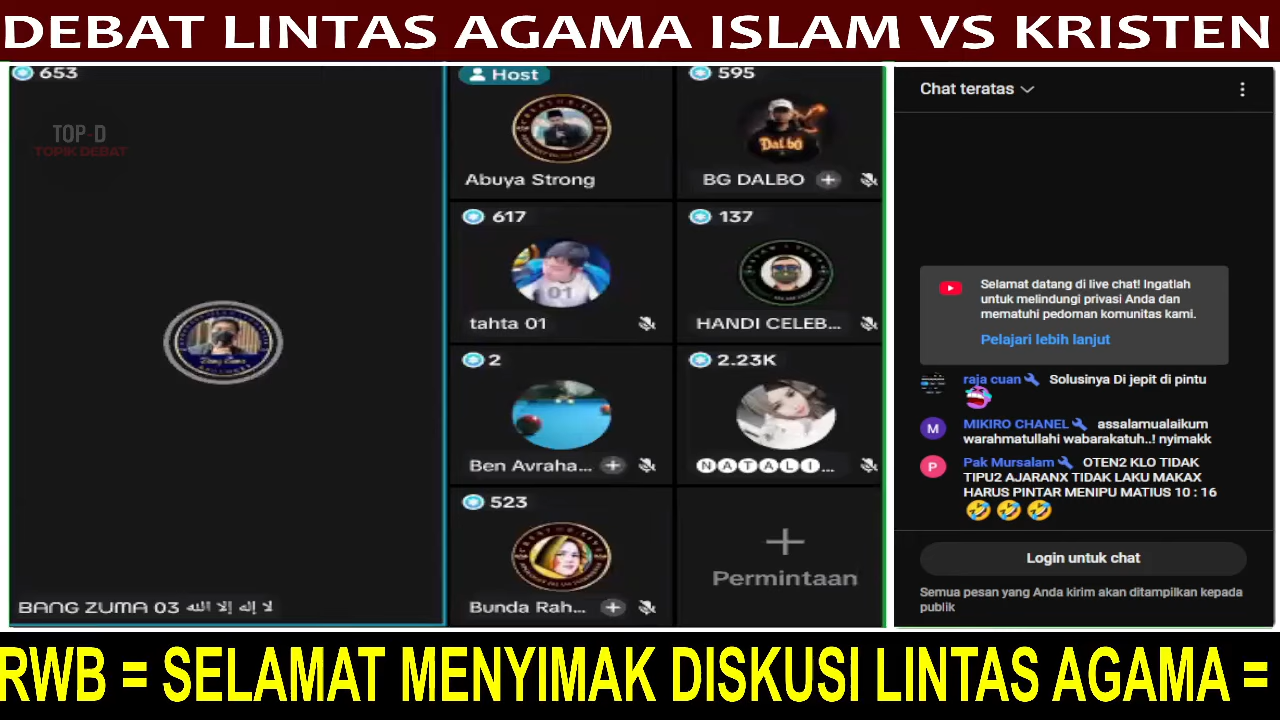 DEBAT LINTAS AGAMA ISLAM VS KRISTEN
653
TOP-D
TOPIK DEBAT
BANG ZUMA 03 لا إله إلا الله
Host
Abuya Strong
595
DALBO
BG DALBO
617
01
tahta 01
137
HANDI CELEB...
2
Ben Avraha...
2.23K
NATALI...
523
Bunda Rah...
Permintaan
Chat teratas
Selamat datang di live chat! Ingatlah
untuk melindungi privasi Anda dan
mematuhi pedoman komunitas kami.
Pelajari lebih lanjut
raja cuan Solusinya Di jepit di pintu
M
MIKIRO CHANEL assalamualaikum
warahmatullahi wabarakatuh..! nyimakk
P
Pak Mursalam OTEN2 KLO TIDAK
TIPU2 AJARANX TIDAK LAKU MAKAX
HARUS PINTAR MENIPU MATIUS 10 : 16
Login untuk chat
Semua pesan yang Anda kirim akan ditampilkan kepada
publik
RWB = SELAMAT MENYIMAK DISKUSI LINTAS AGAMA =